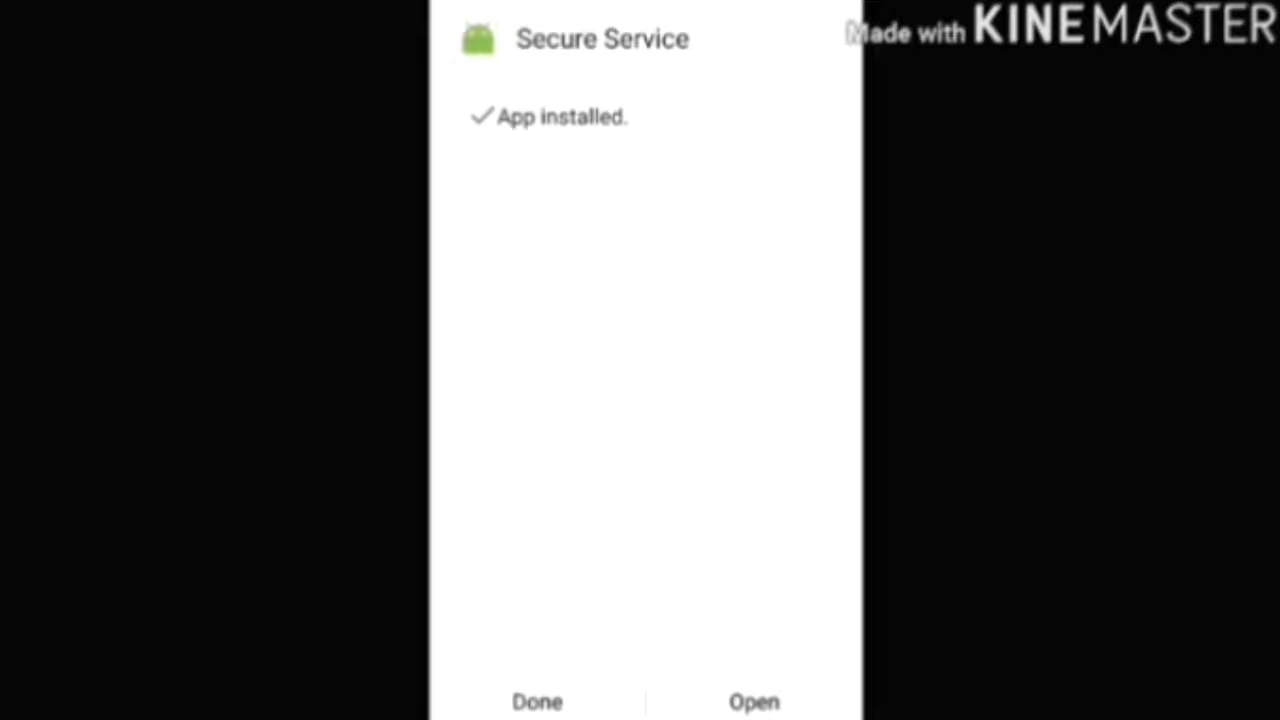 Secure Service
Made with KINEMASTER
App installed.
Done
Open